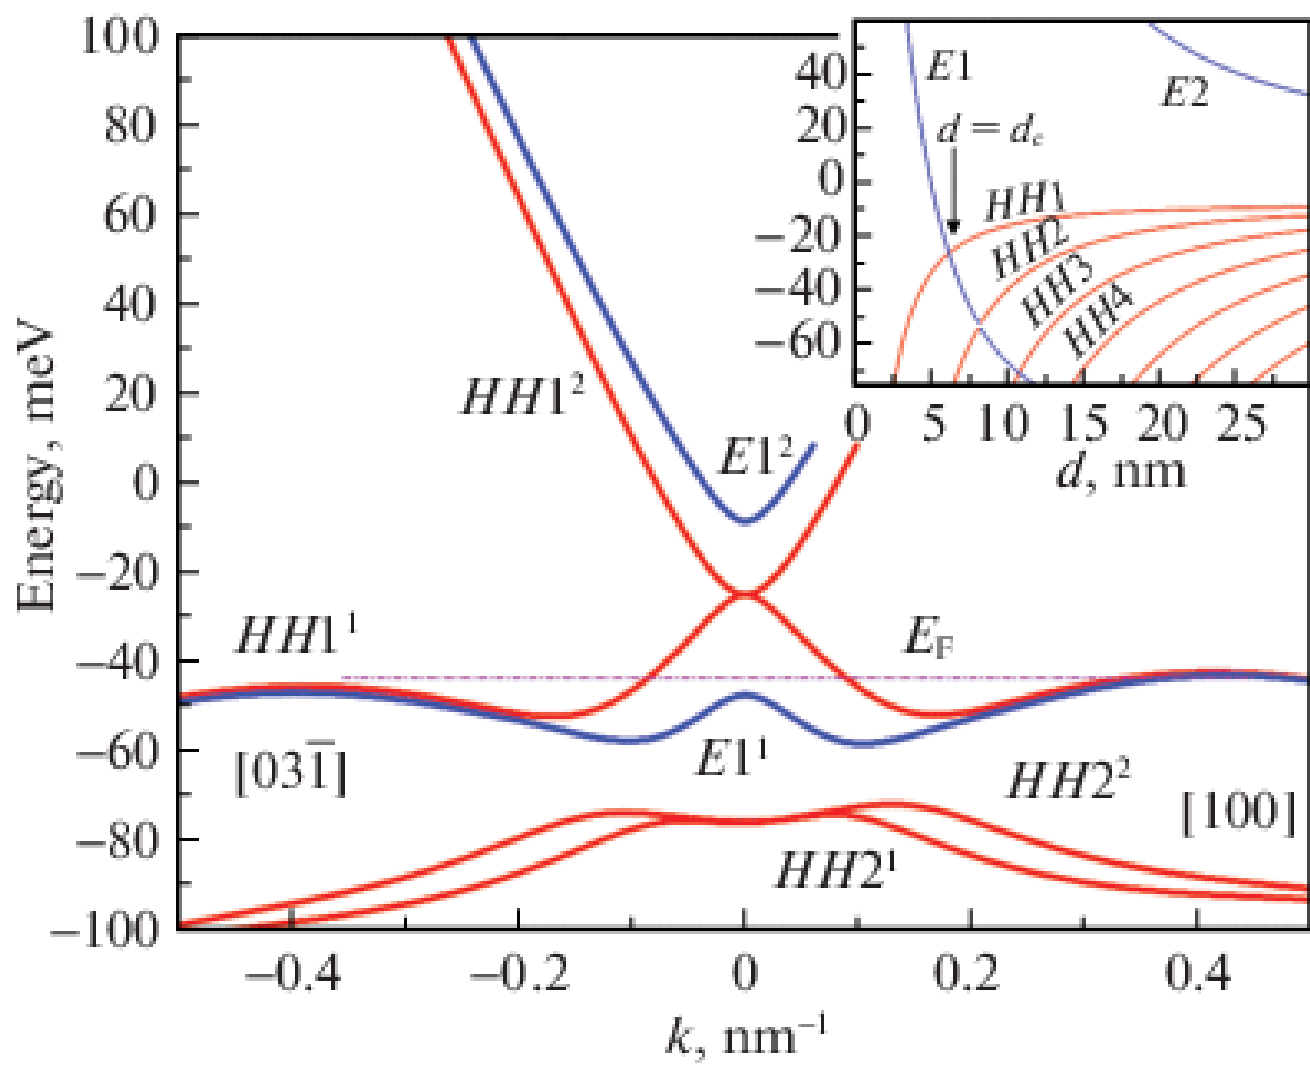 Energy, meV
100
80
60
40
20
0
−20
−40
−60
−80
−100
−0.4
−0.2
0
0.2
0.4
k, nm⁻¹
HH1²
E1²
HH1¹
E_F
E1¹
[031̅]
HH2²
[100]
HH2¹
40
20
0
−20
−40
−60
E1
E2
d = d_c
HH1
HH2
HH3
HH4
0
5
10
15
20
25
d, nm